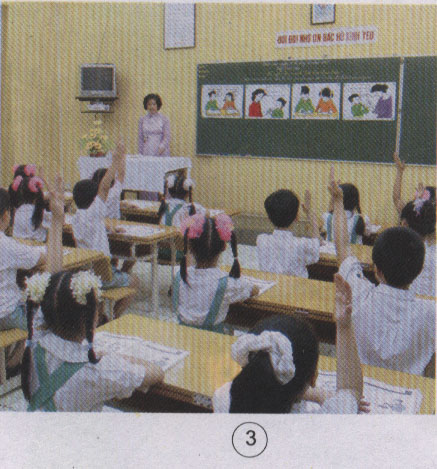 ĐỜI ĐỜI NHỚ ƠN BÁC HỒ KÍNH YÊU
3